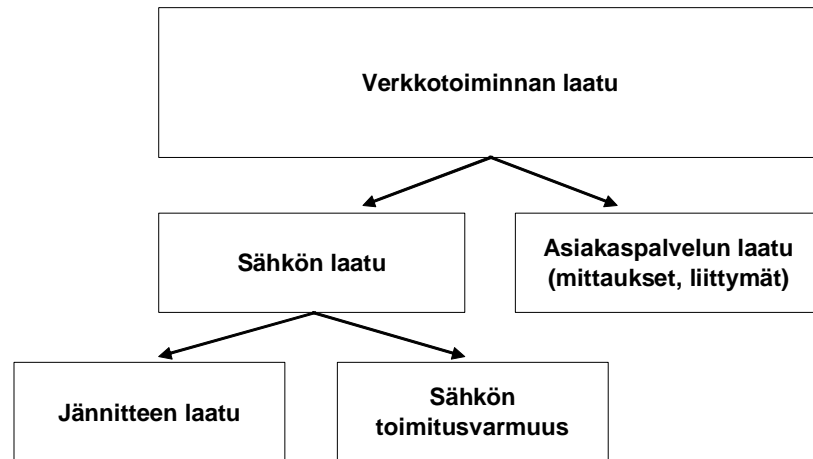 Verkkotoiminnan laatu
Sähkön laatu
Asiakaspalvelun laatu
(mittaukset, liittymät)
Jännitteen laatu
Sähkön
toimitusvarmuus